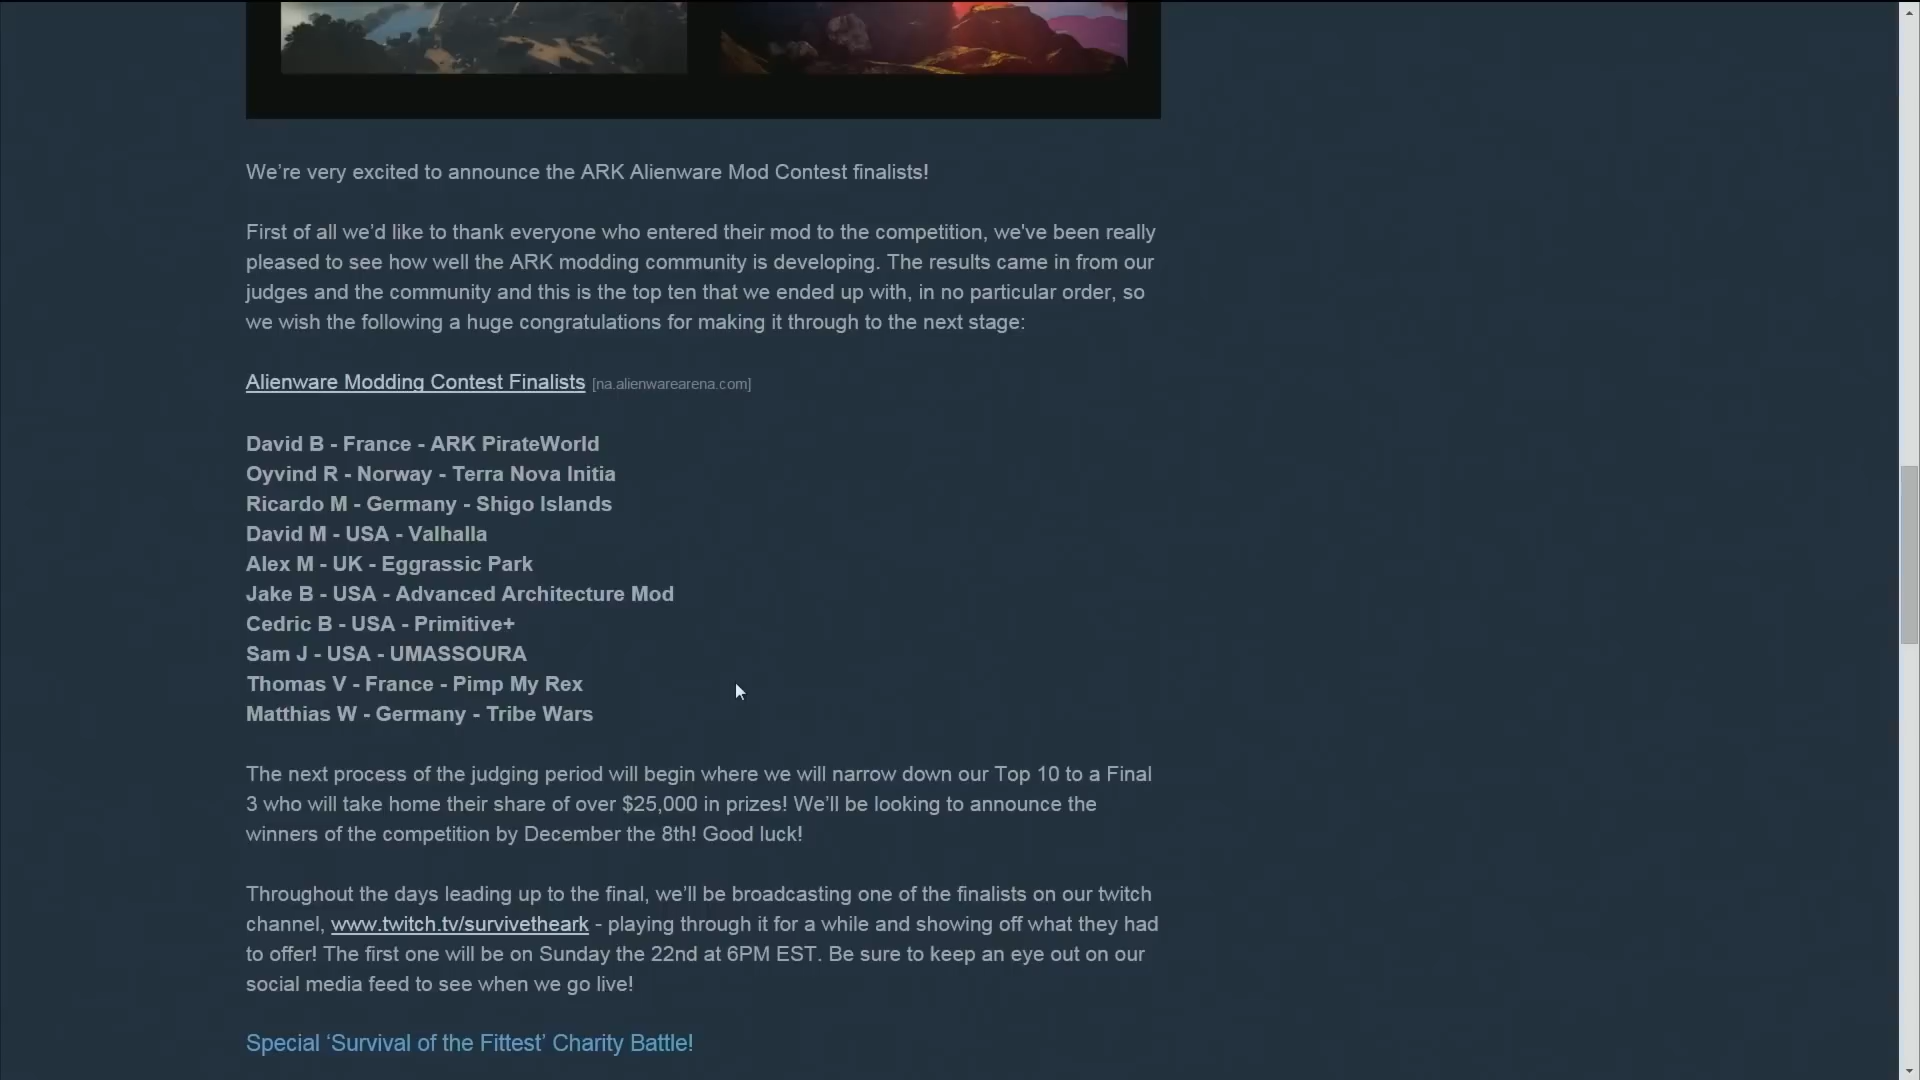 We’re very excited to announce the ARK Alienware Mod Contest finalists!
First of all we’d like to thank everyone who entered their mod to the competition, we've been really
pleased to see how well the ARK modding community is developing. The results came in from our
judges and the community and this is the top ten that we ended up with, in no particular order, so
we wish the following a huge congratulations for making it through to the next stage:
Alienware Modding Contest Finalists [na.alienwarearena.com]
David B - France - ARK PirateWorld
Oyvind R - Norway - Terra Nova Initia
Ricardo M - Germany - Shigo Islands
David M - USA - Valhalla
Alex M - UK - Eggrassic Park
Jake B - USA - Advanced Architecture Mod
Cedric B - USA - Primitive+
Sam J - USA - UMASSOURA
Thomas V - France - Pimp My Rex
Matthias W - Germany - Tribe Wars
The next process of the judging period will begin where we will narrow down our Top 10 to a Final
3 who will take home their share of over $25,000 in prizes! We’ll be looking to announce the
winners of the competition by December the 8th! Good luck!
Throughout the days leading up to the final, we’ll be broadcasting one of the finalists on our twitch
channel, www.twitch.tv/survivetheark - playing through it for a while and showing off what they had
to offer! The first one will be on Sunday the 22nd at 6PM EST. Be sure to keep an eye out on our
social media feed to see when we go live!
Special ‘Survival of the Fittest’ Charity Battle!